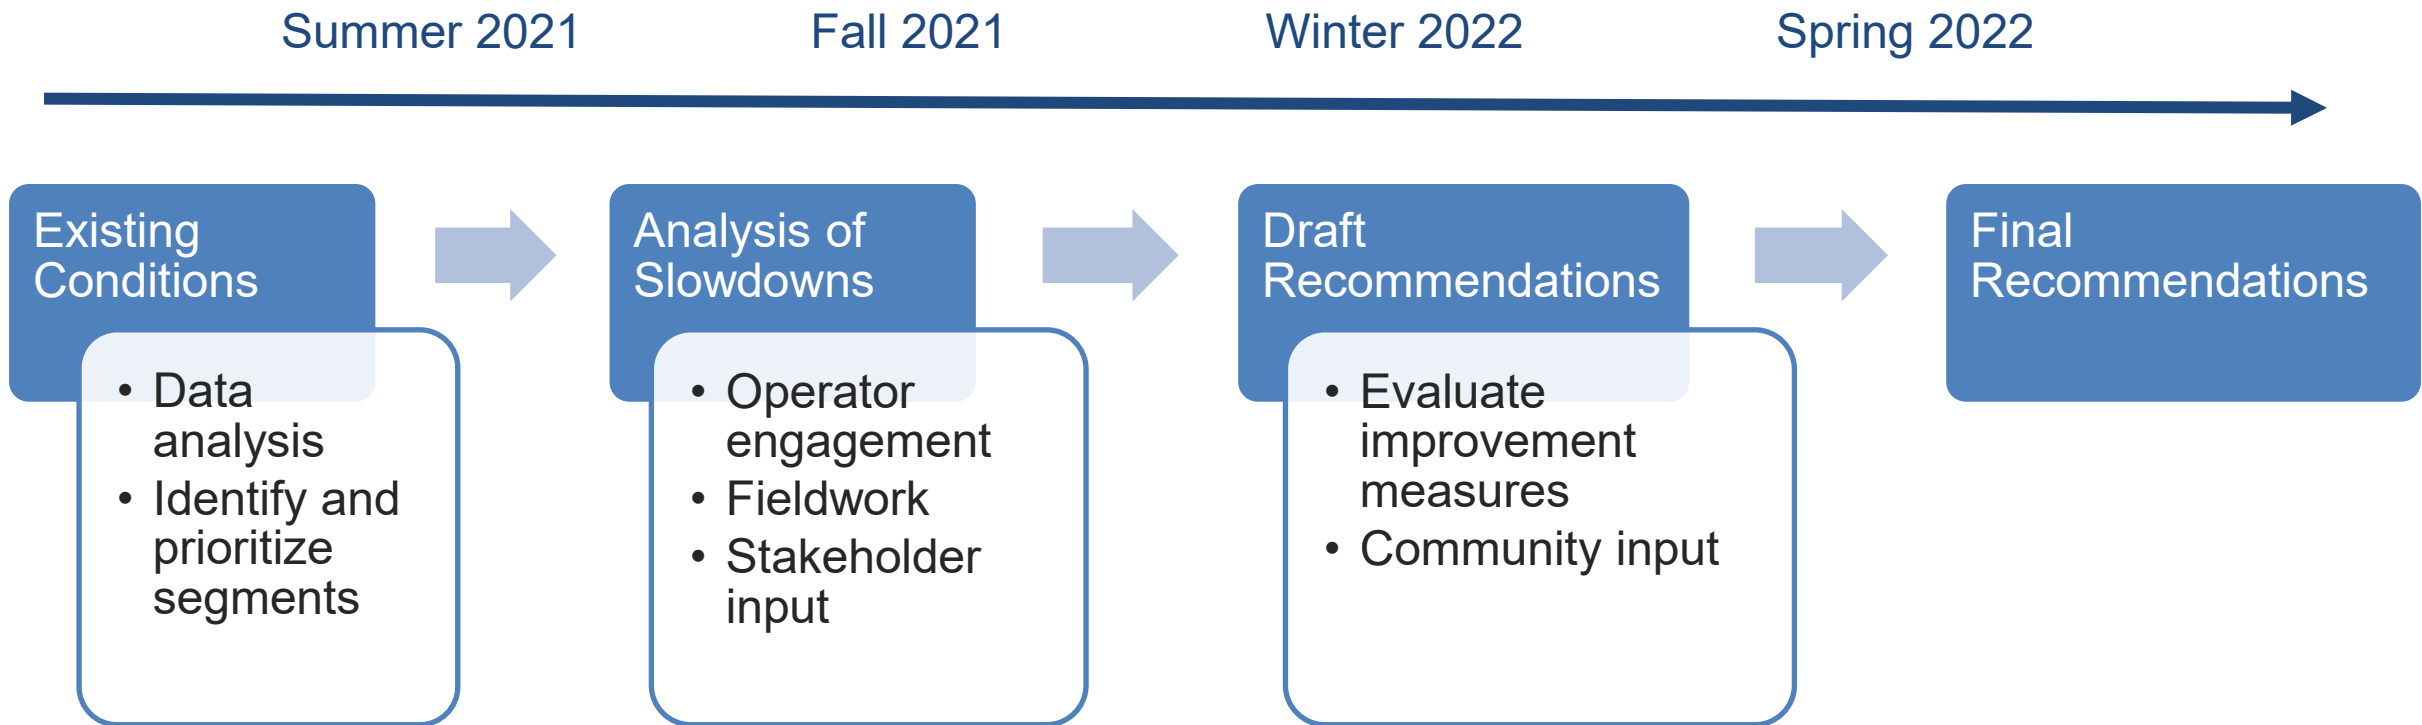 Summer 2021
Fall 2021
Winter 2022
Spring 2022
Existing
Conditions
• Data
analysis
• Identify and
prioritize
segments
Analysis of
Slowdowns
• Operator
engagement
• Fieldwork
• Stakeholder
input
Draft
Recommendations
• Evaluate
improvement
measures
• Community input
Final
Recommendations